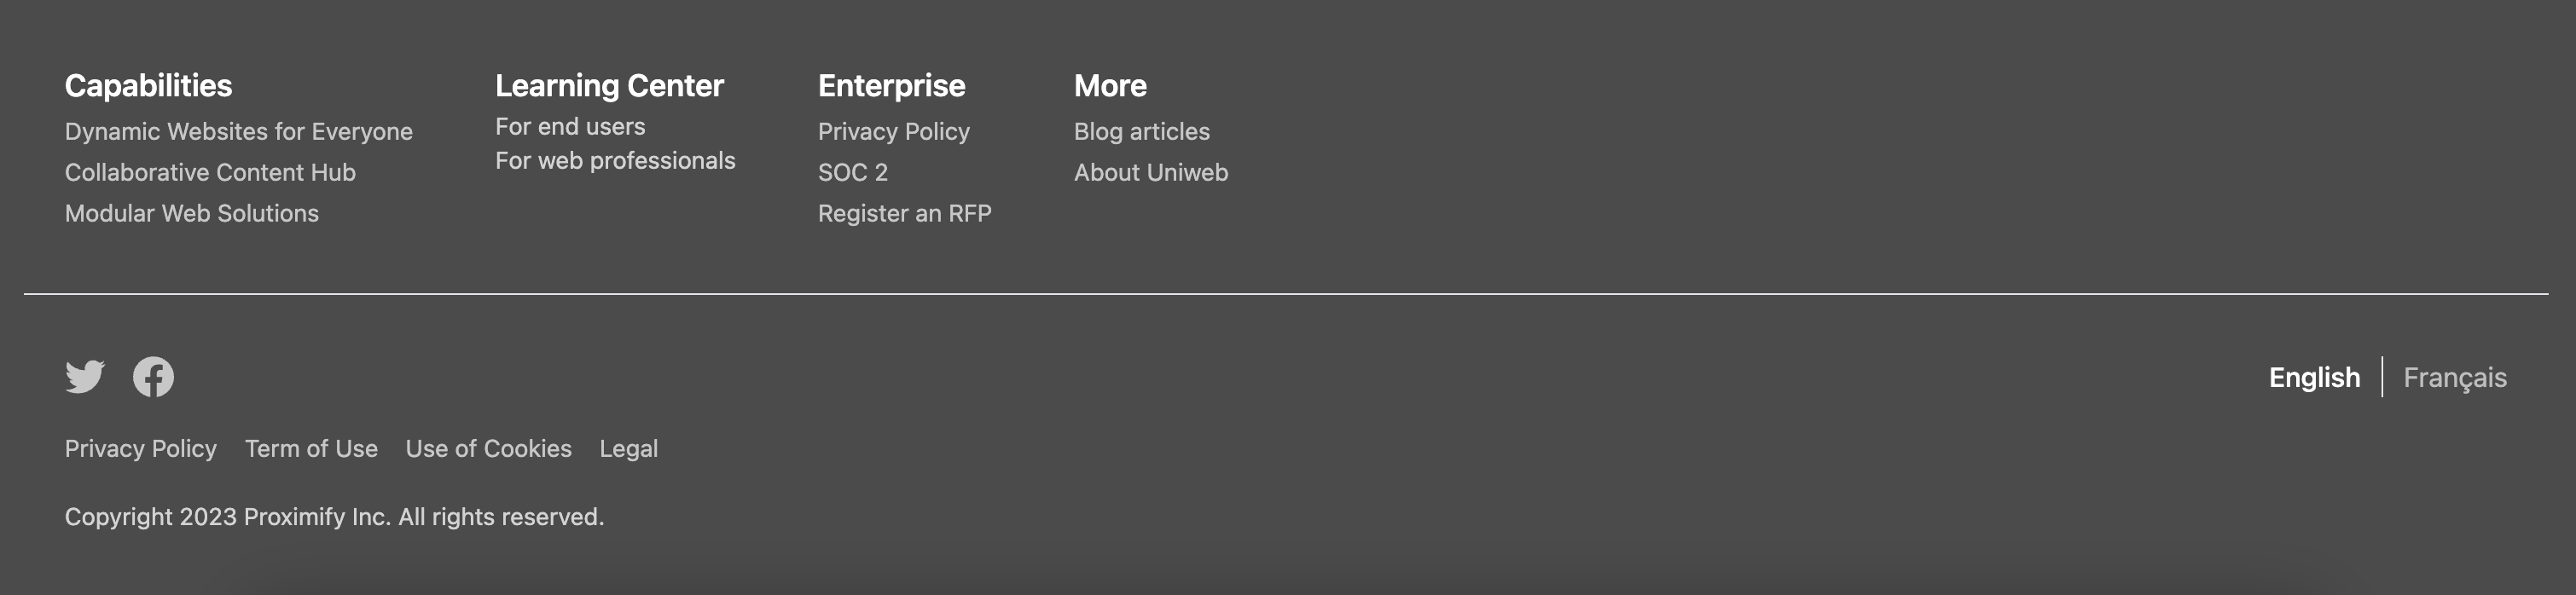 Capabilities
Dynamic Websites for Everyone
Collaborative Content Hub
Modular Web Solutions
Learning Center
For end users
For web professionals
Enterprise
Privacy Policy
SOC 2
Register an RFP
More
Blog articles
About Uniweb
English | Français
Privacy Policy Term of Use Use of Cookies Legal
Copyright 2023 Proximify Inc. All rights reserved.